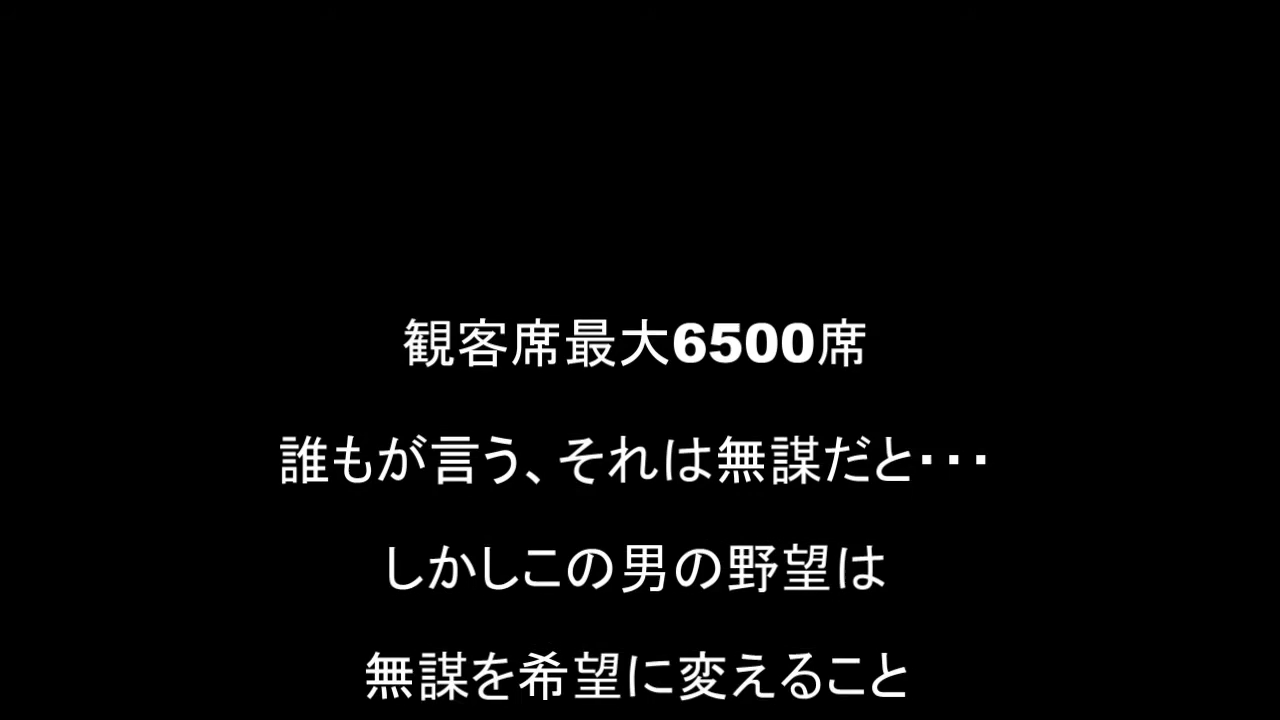 観客席最大6500席
誰もが言う、それは無謀だと・・・
しかしこの男の野望は
無謀を希望に変えること